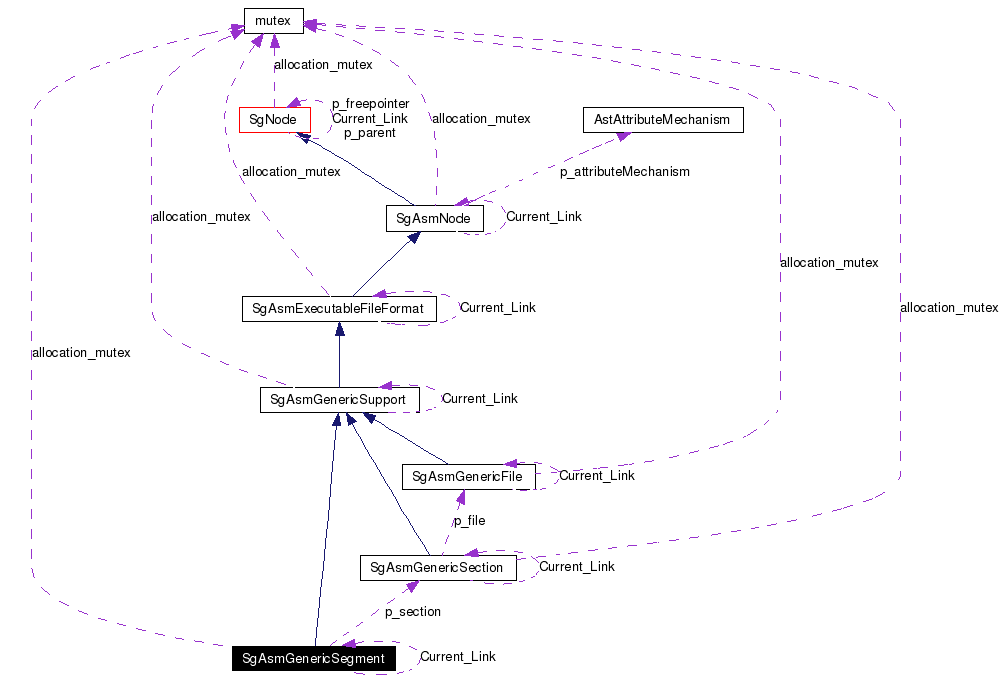 mutex
allocation_mutex
p_freepointer
SgNode
Current_Link
p_parent
AstAttributeMechanism
allocation_mutex
allocation_mutex
p_attributeMechanism
allocation_mutex
SgAsmNode
Current_Link
allocation_mutex
SgAsmExecutableFileFormat
Current_Link
allocation_mutex
allocation_mutex
SgAsmGenericSupport
Current_Link
SgAsmGenericFile
Current_Link
p_file
SgAsmGenericSection
Current_Link
p_section
SgAsmGenericSegment
Current_Link